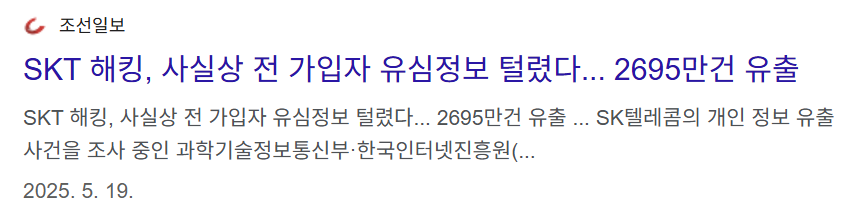 조선일보
SKT 해킹, 사실상 전 가입자 유심정보 털렸다... 2695만건 유출
SKT 해킹, 사실상 전 가입자 유심정보 털렸다... 2695만건 유출 ... SK텔레콤의 개인 정보 유출
사건을 조사 중인 과학기술정보통신부·한국인터넷진흥원(...
2025. 5. 19.